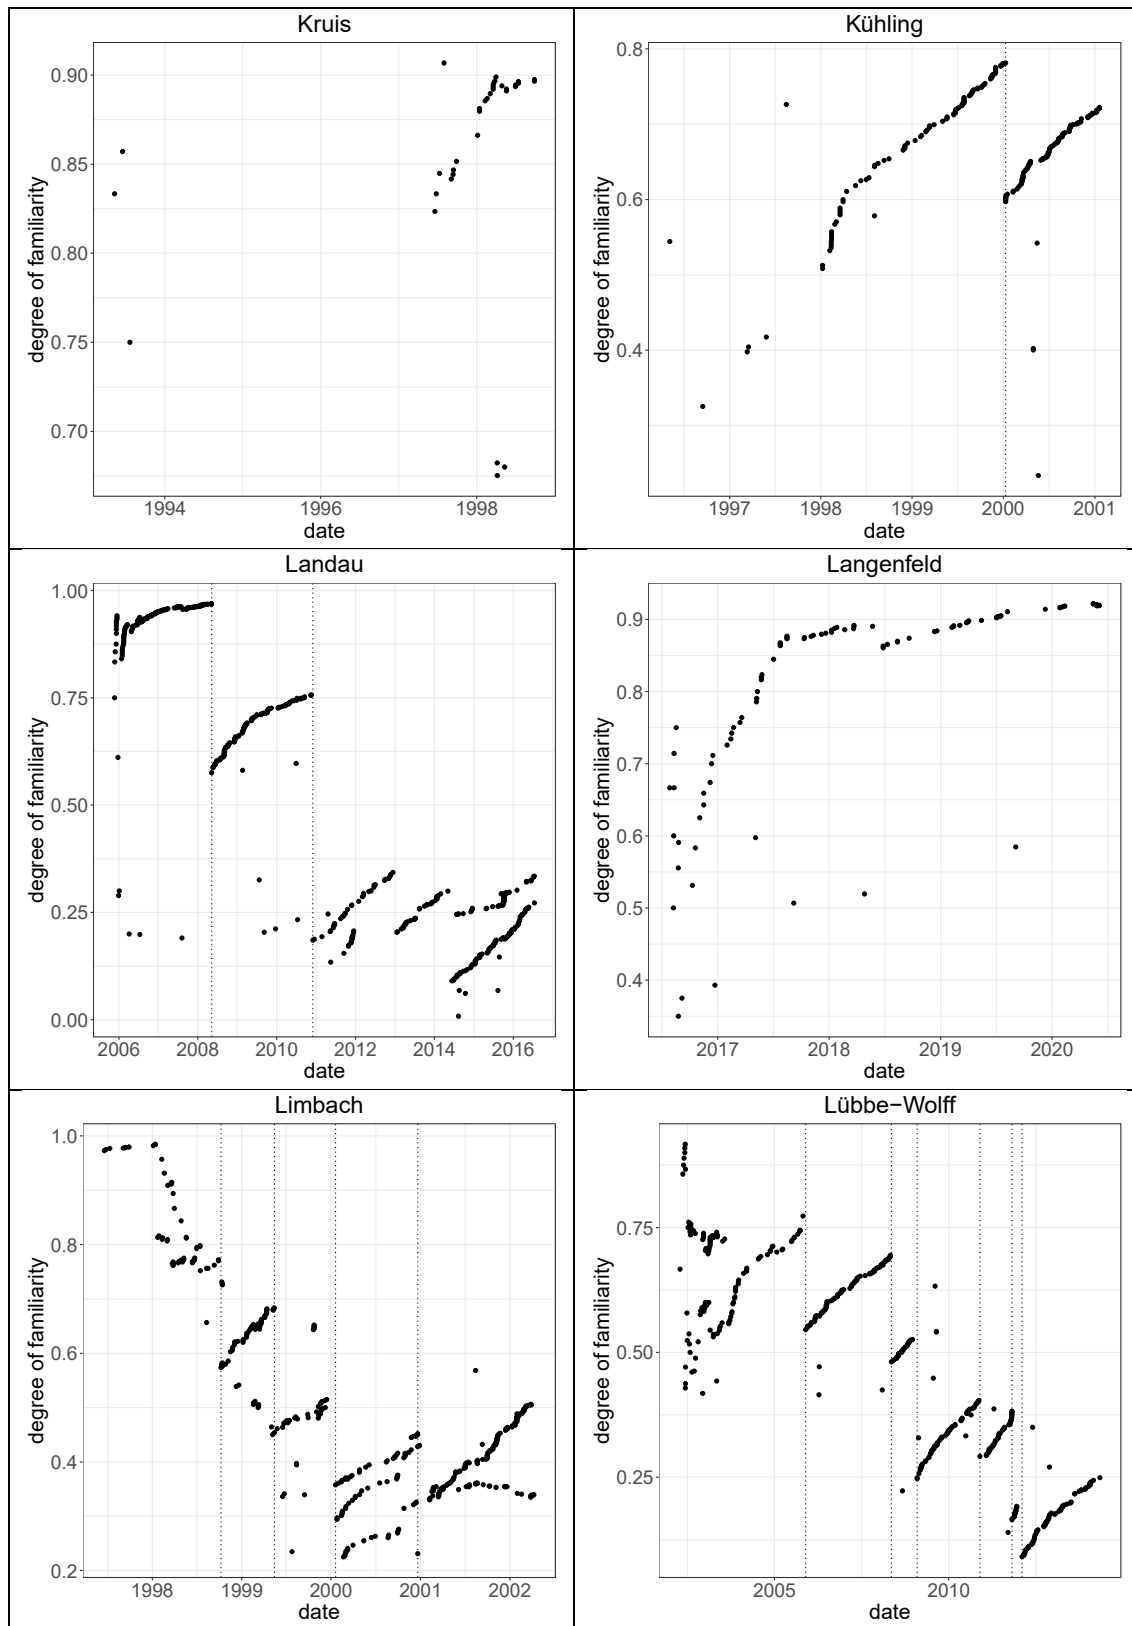 Kruis
degree of familiarity
0.90
0.85
0.80
0.75
0.70
1994 1996 1998
date
Kühling
degree of familiarity
0.8
0.6
0.4
1997 1998 1999 2000 2001
date
Landau
degree of familiarity
1.00
0.75
0.50
0.25
0.00
2006 2008 2010 2012 2014 2016
date
Langenfeld
degree of familiarity
0.9
0.8
0.7
0.6
0.5
0.4
2017 2018 2019 2020
date
Limbach
degree of familiarity
1.0
0.8
0.6
0.4
0.2
1998 1999 2000 2001 2002
date
Lübbe−Wolff
degree of familiarity
0.75
0.50
0.25
2005 2010
date